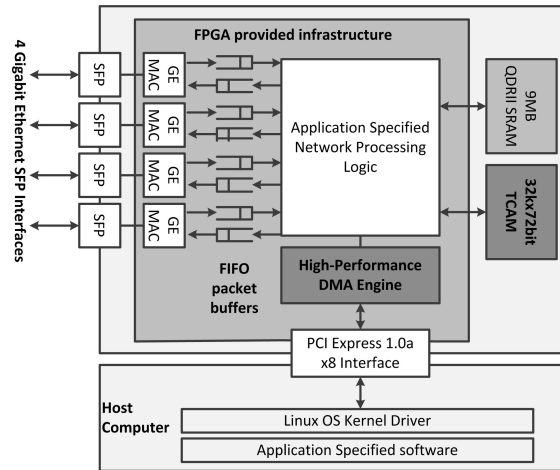 4 Gigabit Ethernet SFP Interfaces
FPGA provided infrastructure
SFP
GE
MAC
SFP
GE
MAC
SFP
GE
MAC
SFP
GE
MAC
Application Specified
Network Processing
Logic
9MB
QDRII SRAM
32kx72bit
TCAM
FIFO
packet
buffers
High-Performance
DMA Engine
PCI Express 1.0a
x8 Interface
Host
Computer
Linux OS Kernel Driver
Application Specified software